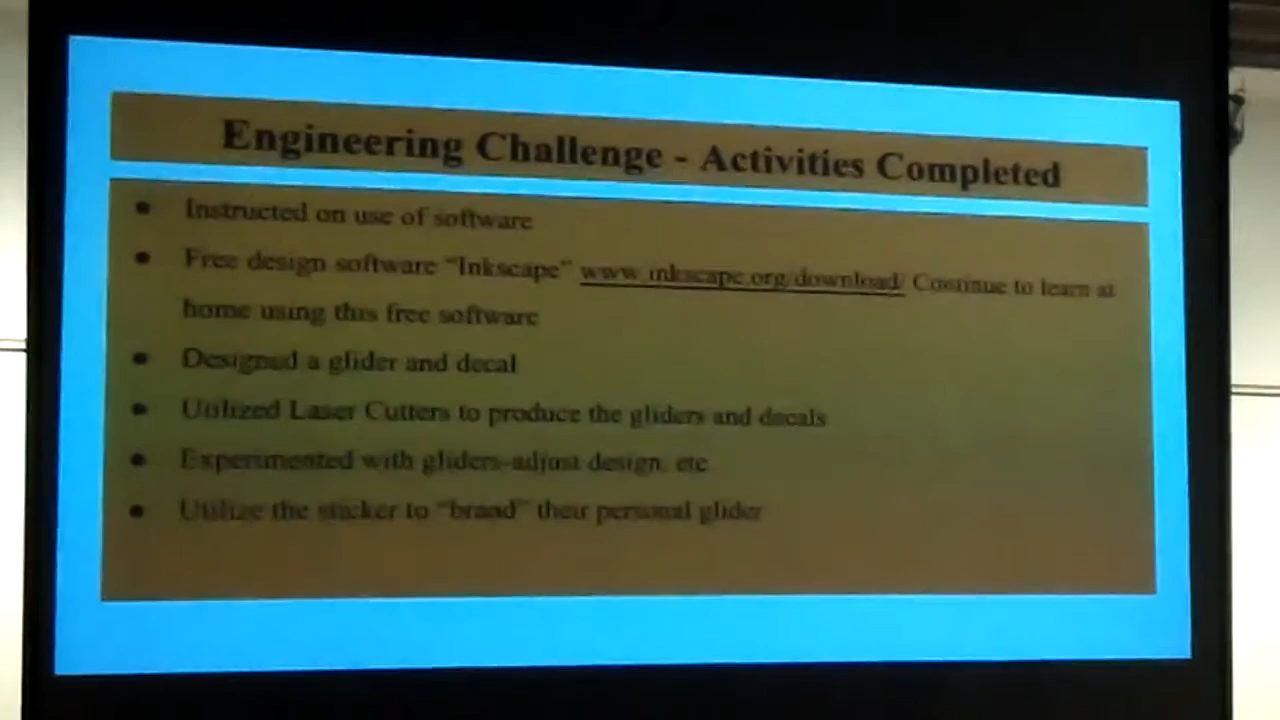 Engineering Challenge - Activities Completed
● Instructed on use of software
● Free design software "Inkscape" www.inkscape.org/download/ Continue to learn at
home using this free software
● Designed a glider and decal
● Utilized Laser Cutters to produce the gliders and decals
● Experimented with gliders-adjust design, etc.
● Utilize the sticker to "brand" their personal glider